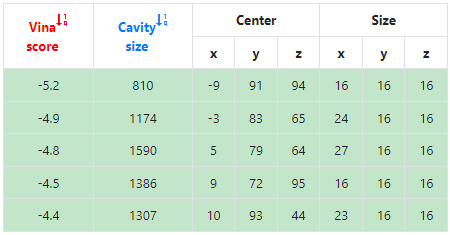 Vina score Cavity size Center Size
x y z x y z
-5.2 810 -9 91 94 16 16 16
-4.9 1174 -3 83 65 24 16 16
-4.8 1590 5 79 64 27 16 16
-4.5 1386 9 72 95 16 16 16
-4.4 1307 10 93 44 23 16 16